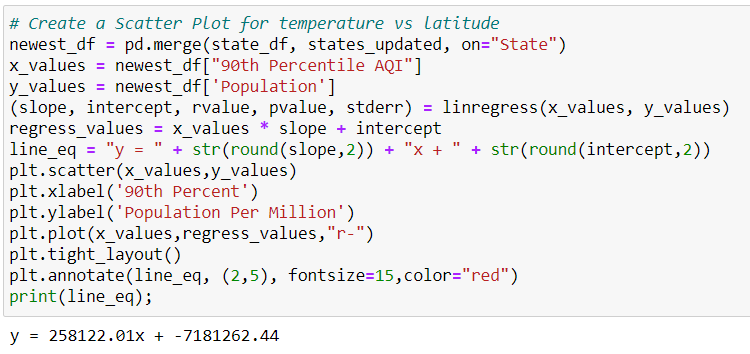 # Create a Scatter Plot for temperature vs latitude
newest_df = pd.merge(state_df, states_updated, on="State")
x_values = newest_df["90th Percentile AQI"]
y_values = newest_df['Population']
(slope, intercept, rvalue, pvalue, stderr) = linregress(x_values, y_values)
regress_values = x_values * slope + intercept
line_eq = "y = " + str(round(slope,2)) + "x + " + str(round(intercept,2))
plt.scatter(x_values,y_values)
plt.xlabel('90th Percent')
plt.ylabel('Population Per Million')
plt.plot(x_values,regress_values,"r-")
plt.tight_layout()
plt.annotate(line_eq, (2,5), fontsize=15,color="red")
print(line_eq);
y = 258122.01x + -7181262.44